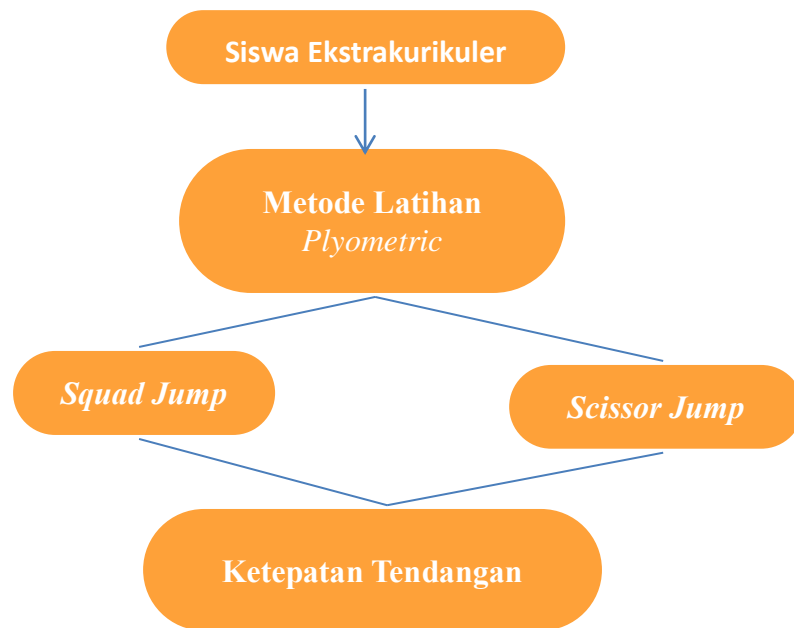 Siswa Ekstrakurikuler
Metode Latihan
Plyometric
Squad Jump
Scissor Jump
Ketepatan Tendangan